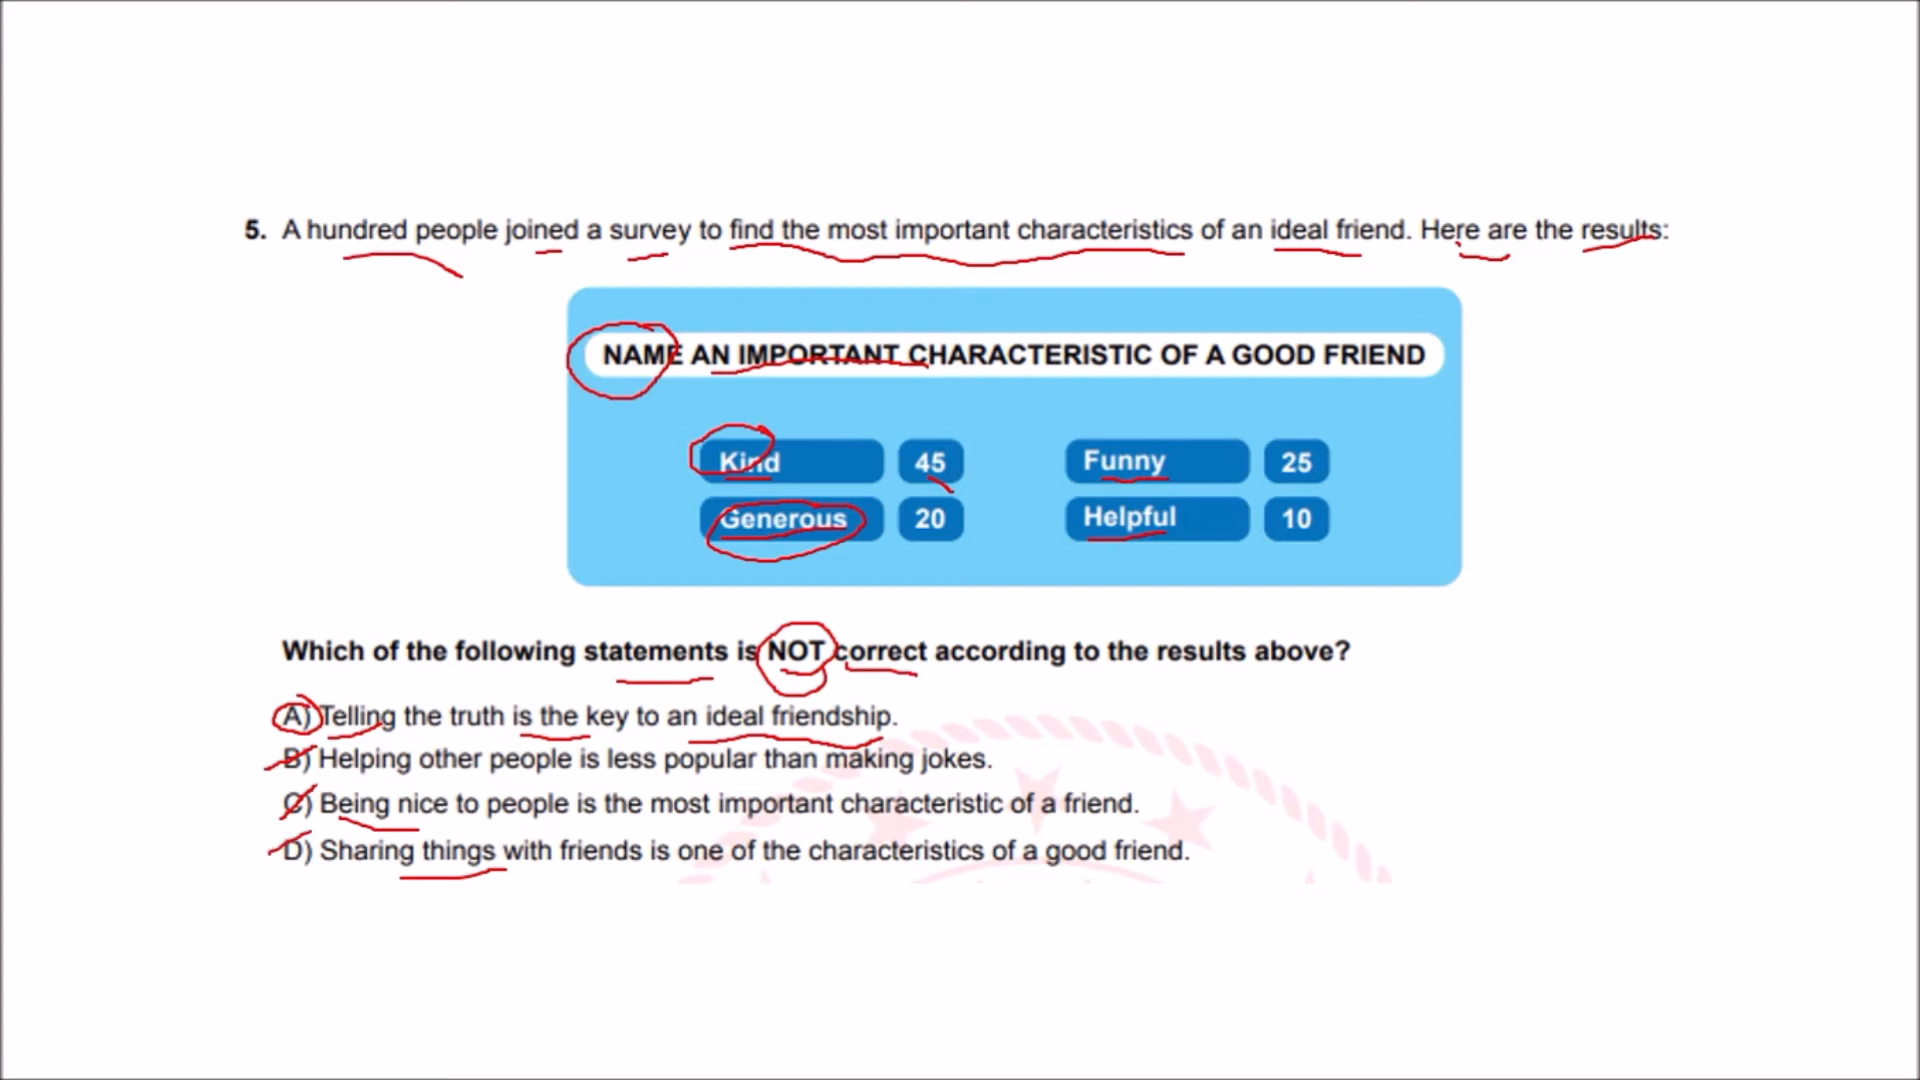 5. A hundred people joined a survey to find the most important characteristics of an ideal friend. Here are the results:
NAME AN IMPORTANT CHARACTERISTIC OF A GOOD FRIEND
Kind 45 Funny 25
Generous 20 Helpful 10
Which of the following statements is NOT correct according to the results above?
A) Telling the truth is the key to an ideal friendship.
B) Helping other people is less popular than making jokes.
C) Being nice to people is the most important characteristic of a friend.
D) Sharing things with friends is one of the characteristics of a good friend.